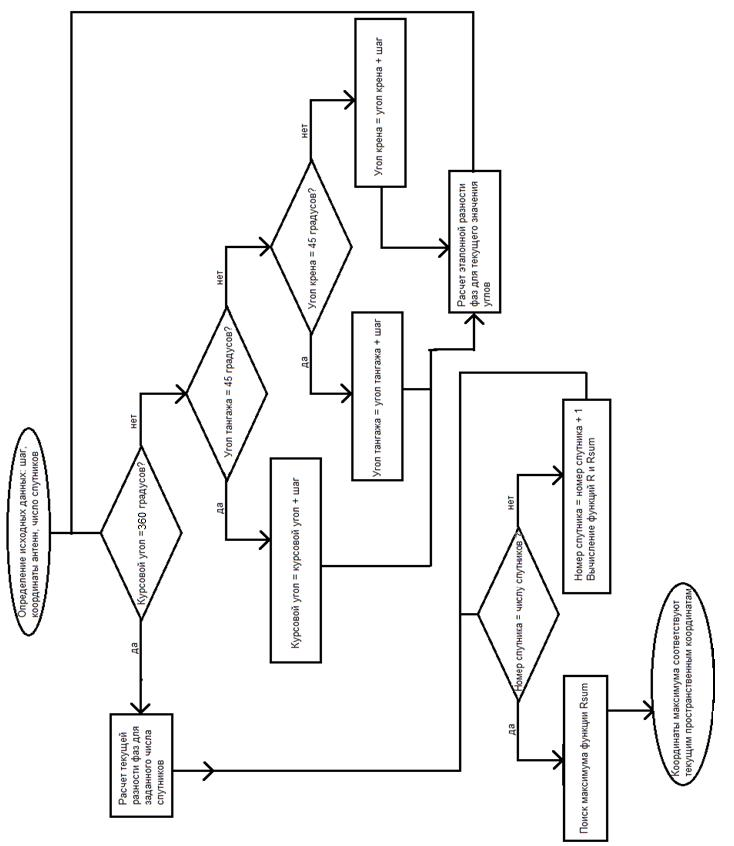 Определение исходных данных: шаг,
координаты антенн, число спутников
Курсовой угол =360 градусов?
да
нет
Расчет текущей
разности фаз для
заданного числа
спутников
Угол тангажа = 45 градусов?
да
нет
Курсовой угол = курсовой угол + шаг
Угол крена = 45 градусов?
да
нет
Угол тангажа = угол тангажа + шаг
Угол крена = угол крена + шаг
Расчет эталонной разности
фаз для текущего значения
углов
Номер спутника = числу спутников ?
да
нет
Номер спутника = номер спутника + 1
Вычисление функций R и Rsum
Поиск максимума функции Rsum
Координаты максимума соответствуют
текущим пространственным координатам